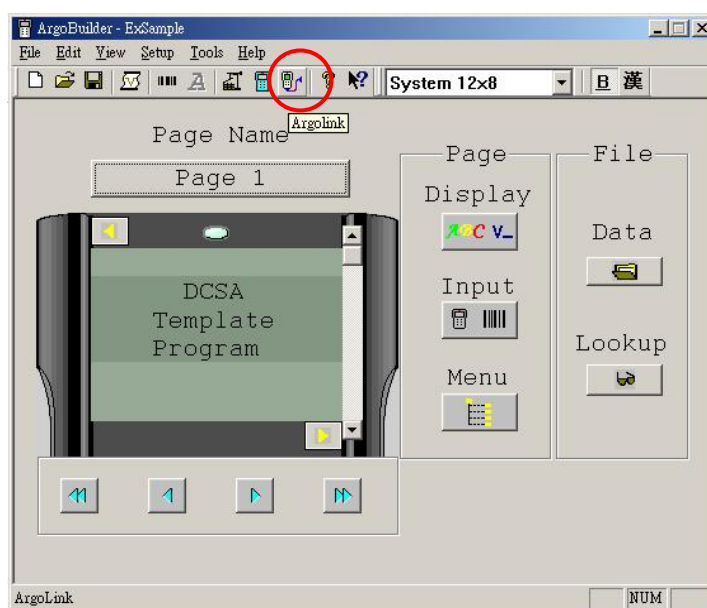 ArgoBuilder - ExSample
File Edit View Setup Tools Help
System 12x8
B 漢
Argolink
Page Name
Page 1
DCSA
Template
Program
Page
Display
ABC V_
Input
Menu
File
Data
Lookup
ArgoLink
NUM